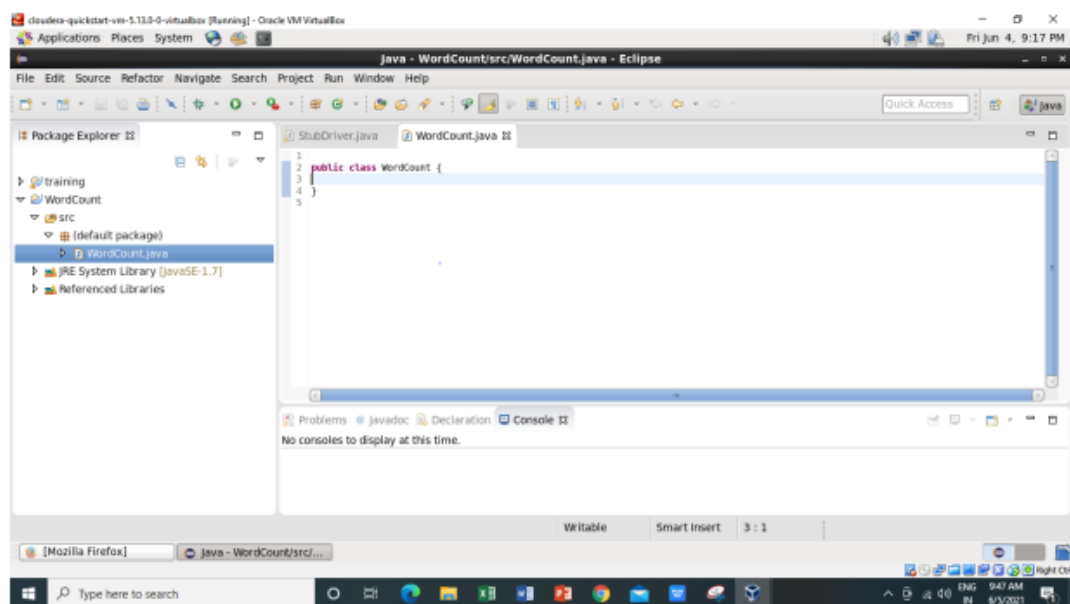 cloudera-quickstart-vm-5.13.0-0-virtualbox [Running] - Oracle VM VirtualBox
Applications Places System Fri Jun 4, 9:17 PM
Java - WordCount/src/WordCount.java - Eclipse
File Edit Source Refactor Navigate Search Project Run Window Help
Quick Access Java
Package Explorer StubDriver.java WordCount.java
1
2 public class WordCount {
3
4 }
5
training
WordCount
src
(default package)
WordCount.java
JRE System Library [JavaSE-1.7]
Referenced Libraries
Problems Javadoc Declaration Console
No consoles to display at this time.
Writable Smart Insert 3 : 1
[Mozilla Firefox] Java - WordCount/src/...
Right Ctrl
Type here to search
ENG 9:47 AM
IN 6/5/2021